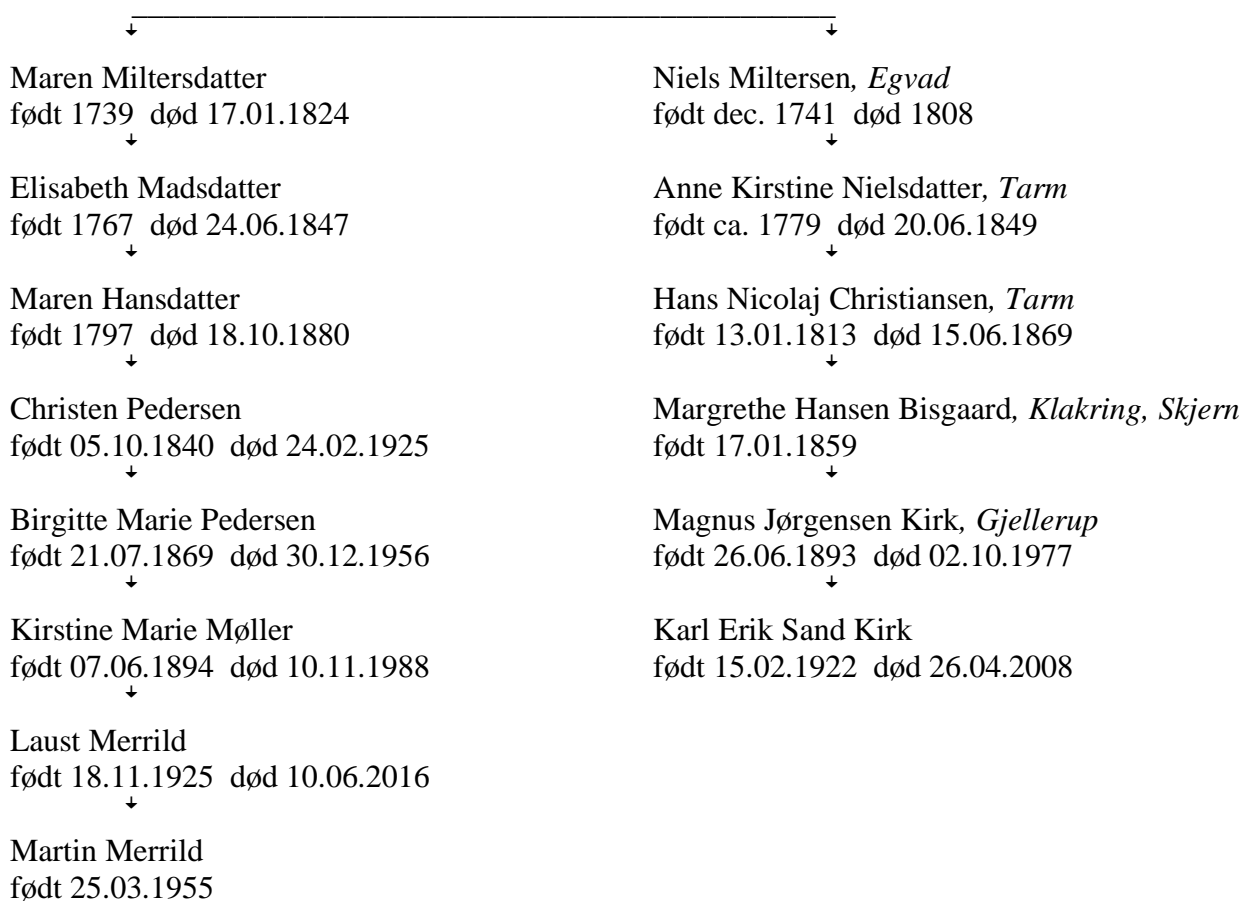 Maren Miltersdatter
født 1739 død 17.01.1824
Elisabeth Madsdatter
født 1767 død 24.06.1847
Maren Hansdatter
født 1797 død 18.10.1880
Christen Pedersen
født 05.10.1840 død 24.02.1925
Birgitte Marie Pedersen
født 21.07.1869 død 30.12.1956
Kirstine Marie Møller
født 07.06.1894 død 10.11.1988
Laust Merrild
født 18.11.1925 død 10.06.2016
Martin Merrild
født 25.03.1955
Niels Miltersen, Egvad
født dec. 1741 død 1808
Anne Kirstine Nielsdatter, Tarm
født ca. 1779 død 20.06.1849
Hans Nicolaj Christiansen, Tarm
født 13.01.1813 død 15.06.1869
Margrethe Hansen Bisgaard, Klakring, Skjern
født 17.01.1859
Magnus Jørgensen Kirk, Gjellerup
født 26.06.1893 død 02.10.1977
Karl Erik Sand Kirk
født 15.02.1922 død 26.04.2008